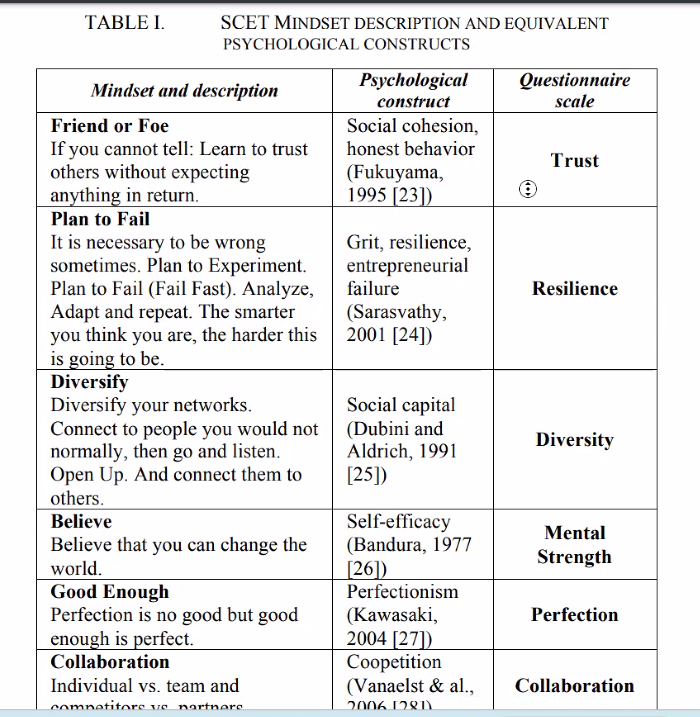 TABLE I. SCET MINDSET DESCRIPTION AND EQUIVALENT
PSYCHOLOGICAL CONSTRUCTS
Mindset and description
Psychological
construct
Questionnaire
scale
Friend or Foe
If you cannot tell: Learn to trust
others without expecting
anything in return.
Social cohesion,
honest behavior
(Fukuyama,
1995 [23])
Trust
Plan to Fail
It is necessary to be wrong
sometimes. Plan to Experiment.
Plan to Fail (Fail Fast). Analyze,
Adapt and repeat. The smarter
you think you are, the harder this
is going to be.
Grit, resilience,
entrepreneurial
failure
(Sarasvathy,
2001 [24])
Resilience
Diversify
Diversify your networks.
Connect to people you would not
normally, then go and listen.
Open Up. And connect them to
others.
Social capital
(Dubini and
Aldrich, 1991
[25])
Diversity
Believe
Believe that you can change the
world.
Self-efficacy
(Bandura, 1977
[26])
Mental
Strength
Good Enough
Perfection is no good but good
enough is perfect.
Perfectionism
(Kawasaki,
2004 [27])
Perfection
Collaboration
Individual vs. team and
competitors vs. partners
Coopetition
(Vanaelst & al.,
2006 [28])
Collaboration